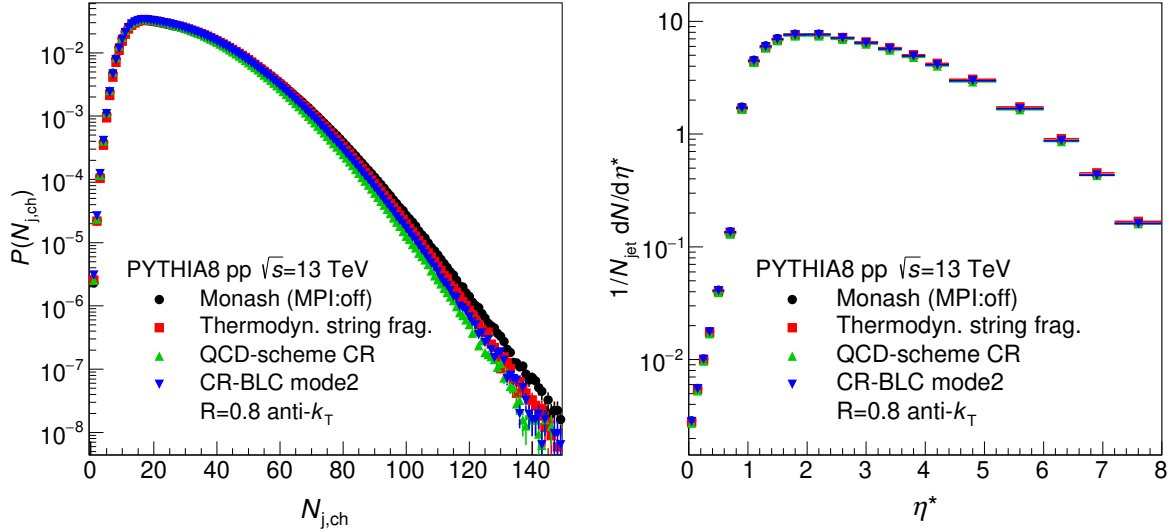 P(N_j,ch)
10^−2
10^−3
10^−4
10^−5
10^−6
10^−7
10^−8
PYTHIA8 pp √s=13 TeV
Monash (MPI:off)
Thermodyn. string frag.
QCD-scheme CR
CR-BLC mode2
R=0.8 anti-k_T
0 20 40 60 80 100 120 140
N_j,ch
1/N_jet dN/dη*
10
1
10^−1
10^−2
PYTHIA8 pp √s=13 TeV
Monash (MPI:off)
Thermodyn. string frag.
QCD-scheme CR
CR-BLC mode2
R=0.8 anti-k_T
0 1 2 3 4 5 6 7 8
η*